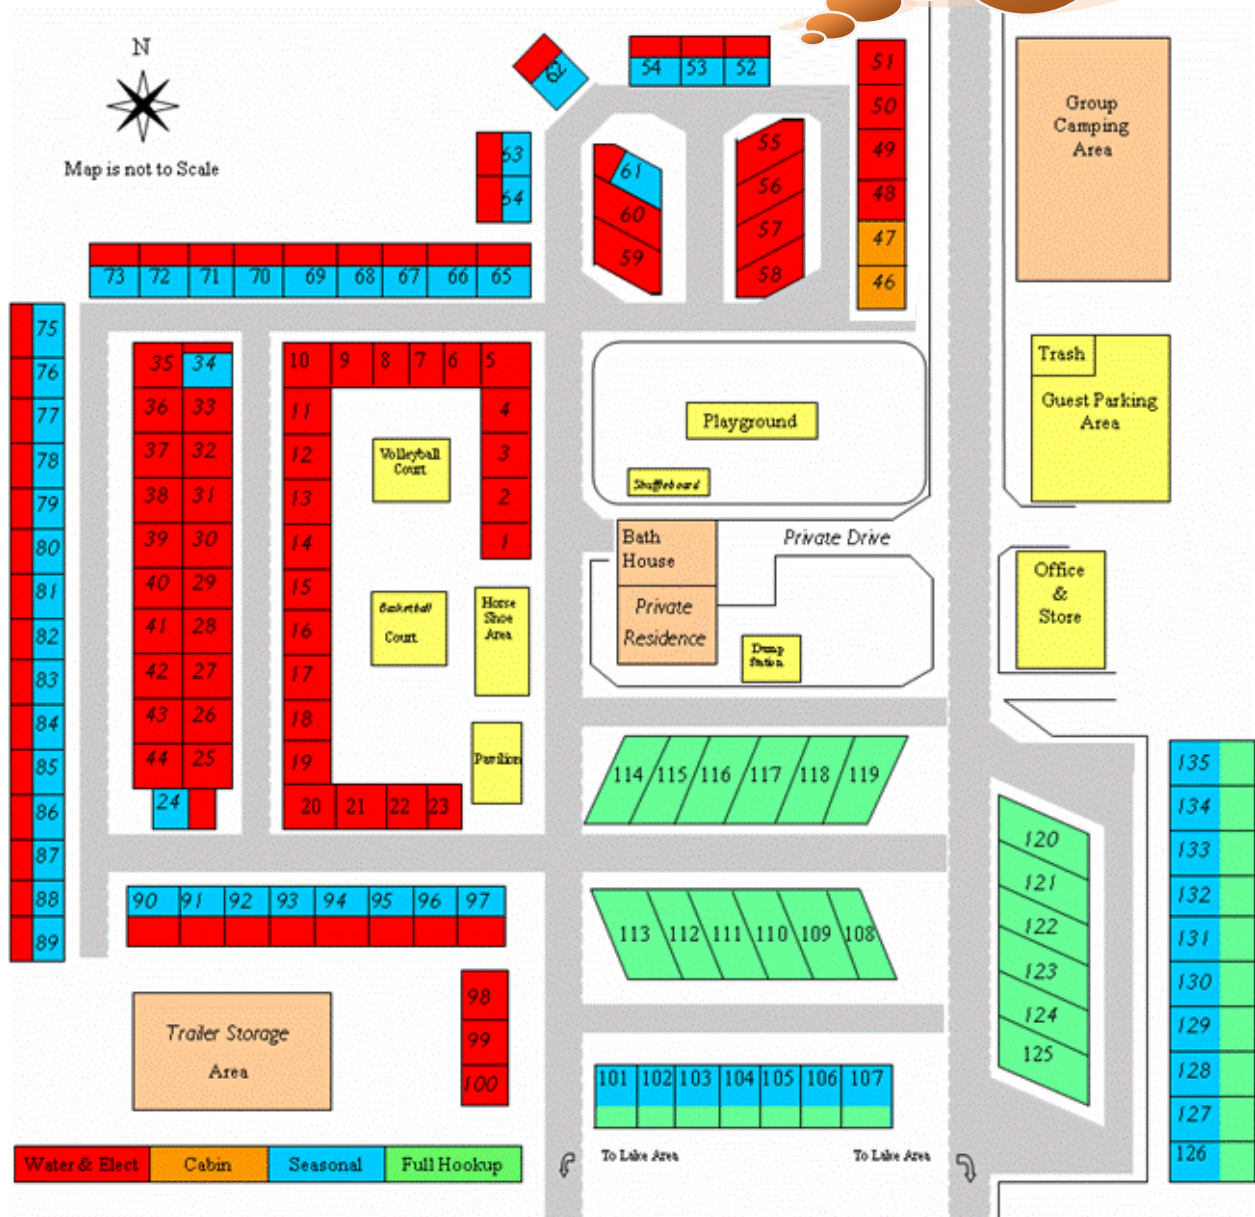 N
Map is not to Scale
62
54 53 52
51
50
49
48
47
46
Group
Camping
Area
63
64
61
60
59
55
56
57
58
73 72 71 70 69 68 67 66 65
75
76
77
78
79
80
81
82
83
84
85
86
87
88
89
35 34
36 33
37 32
38 31
39 30
40 29
41 28
42 27
43 26
44 25
24
10 9 8 7 6 5
11
12
13
14
15
16
17
18
19
20 21 22 23
4
3
2
1
Volleyball
Court
Basketball
Court
Horse
Shoe
Area
Pavilion
Playground
Shuffleboard
Trash
Guest Parking
Area
Bath
House
Private Drive
Private
Residence
Dump
Station
Office
&
Store
114 115 116 117 118 119
113 112 111 110 109 108
120
121
122
123
124
125
135
134
133
132
131
130
129
128
127
126
90 91 92 93 94 95 96 97
98
99
100
Trailer Storage
Area
101 102 103 104 105 106 107
To Lake Area To Lake Area
Water & Elect Cabin Seasonal Full Hookup